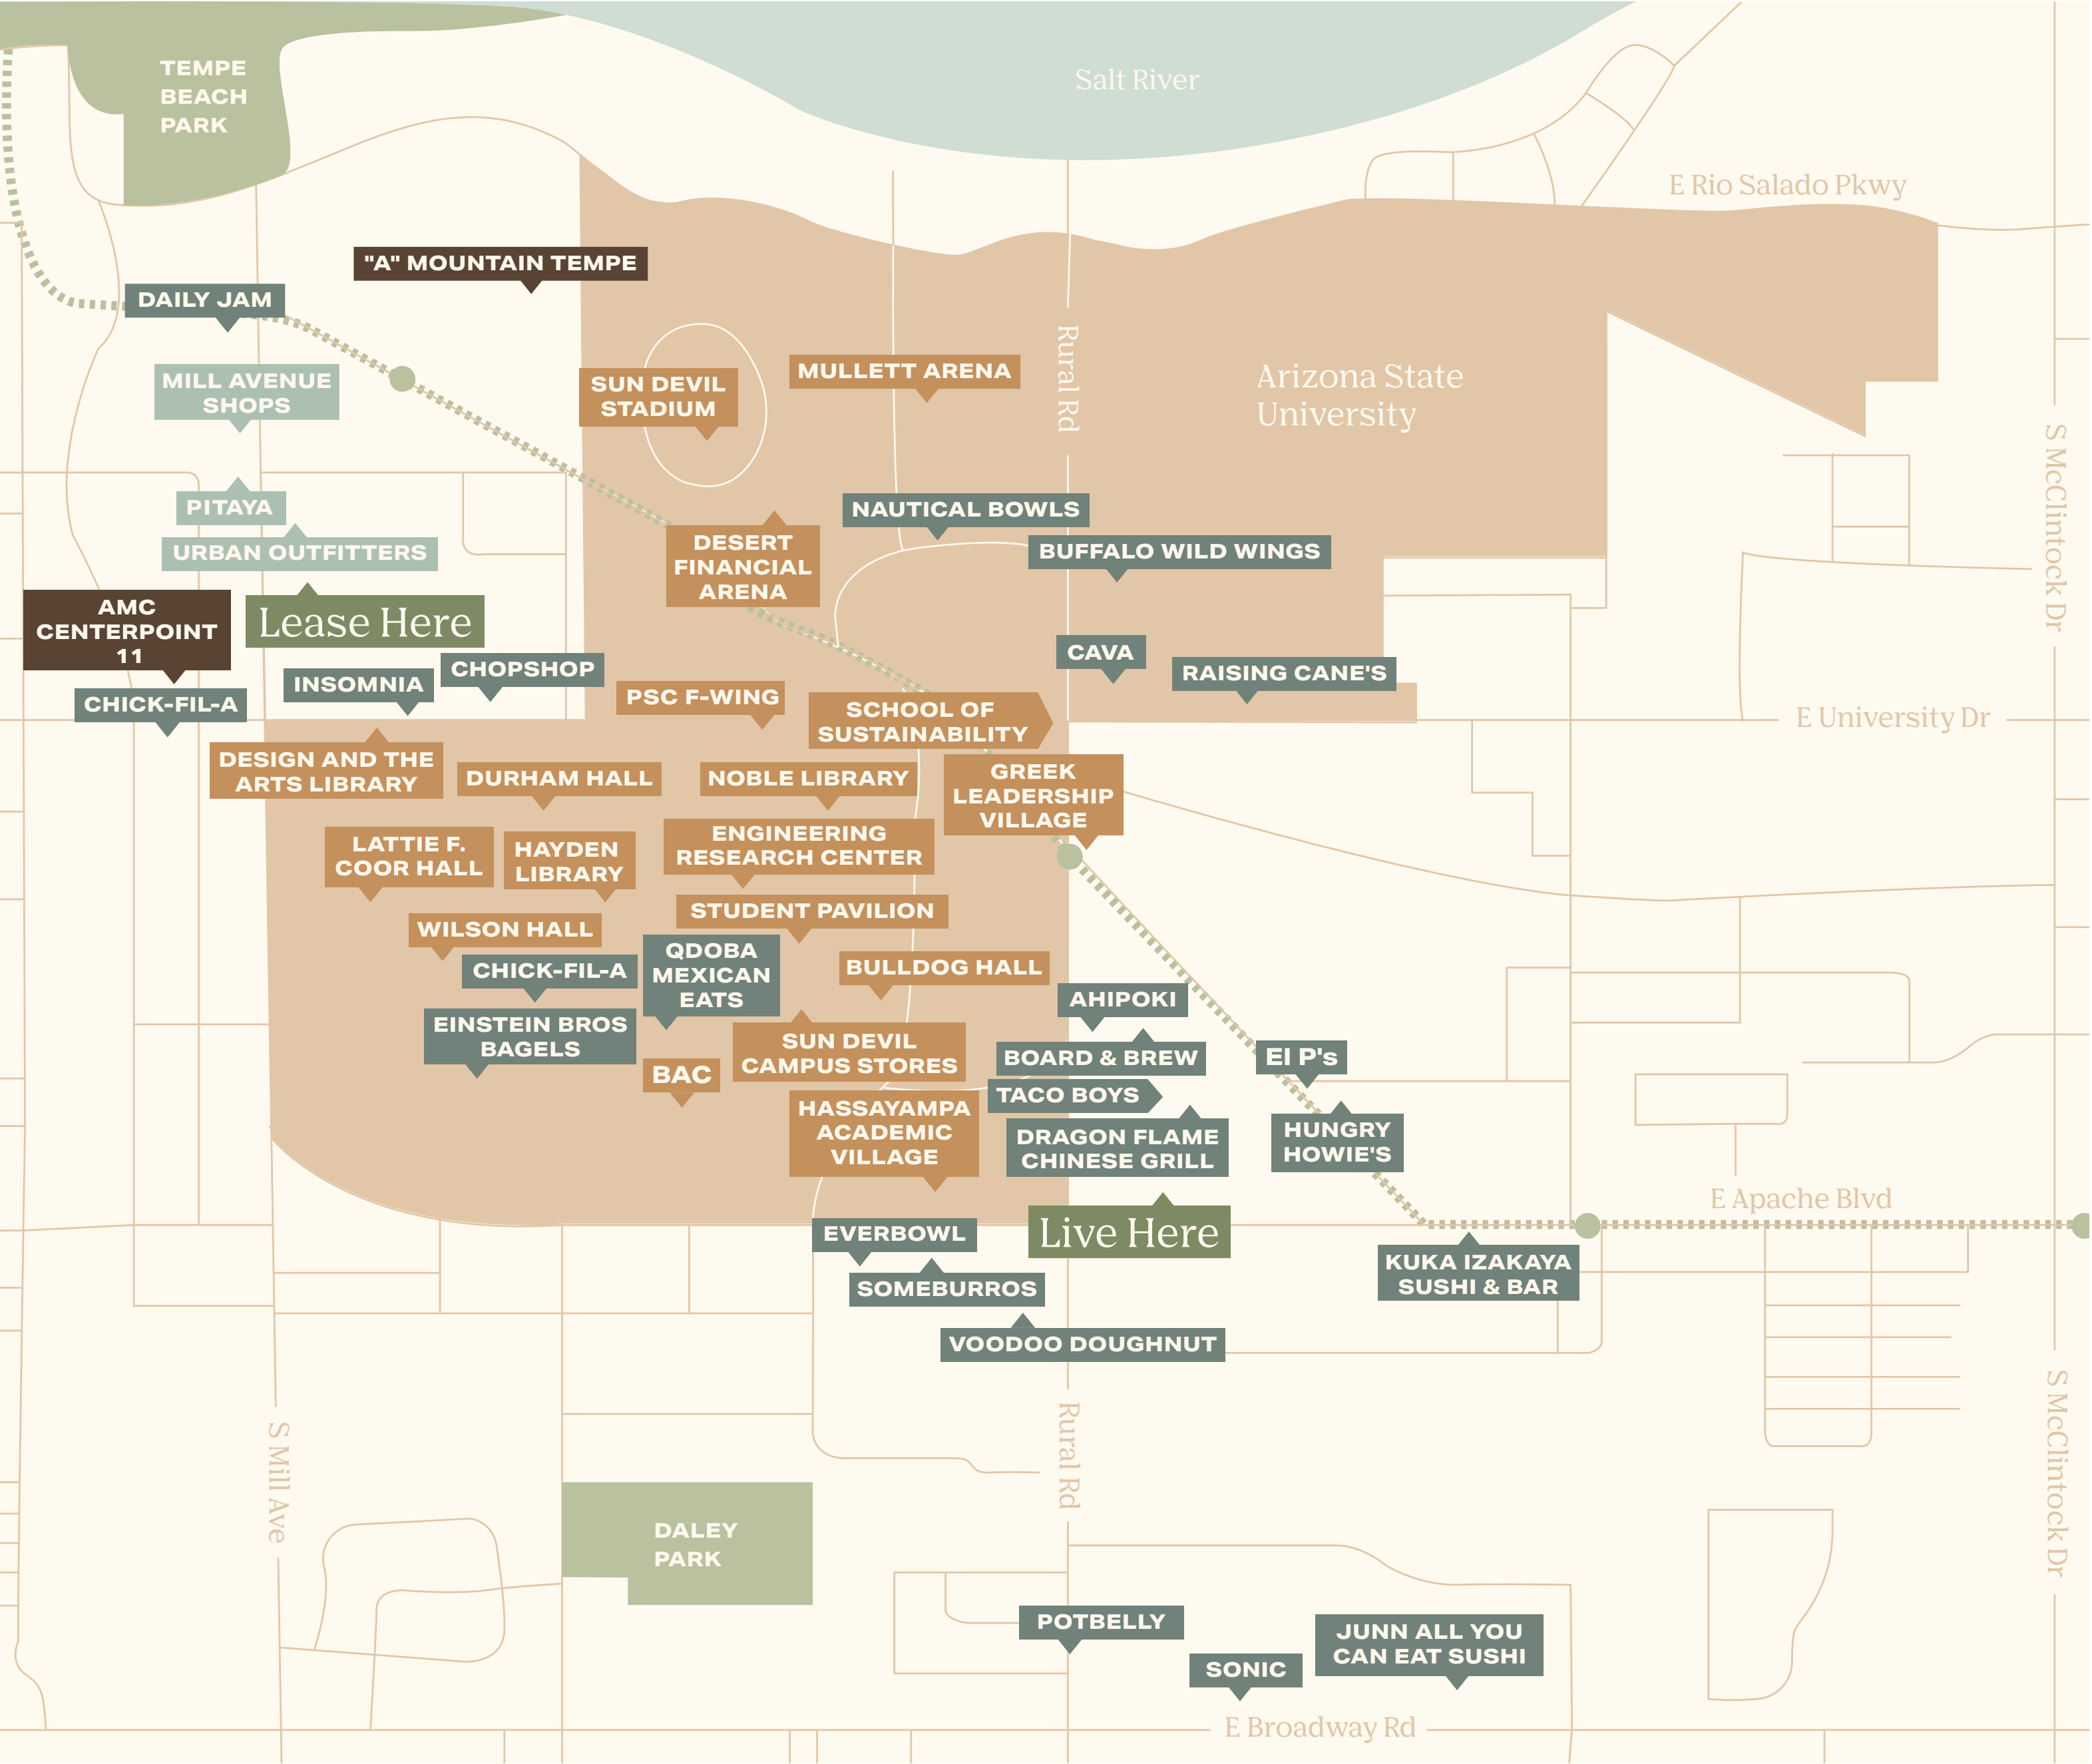 TEMPE
BEACH
PARK
Salt River
E Rio Salado Pkwy
"A" MOUNTAIN TEMPE
DAILY JAM
MILL AVENUE
SHOPS
SUN DEVIL
STADIUM
MULLETT ARENA
Rural Rd
Arizona State
University
S McClintock Dr
PITAYA
URBAN OUTFITTERS
NAUTICAL BOWLS
DESERT
FINANCIAL
ARENA
BUFFALO WILD WINGS
AMC
CENTERPOINT
11
Lease Here
CHICK-FIL-A
INSOMNIA
CHOPSHOP
CAVA
RAISING CANE'S
PSC F-WING
SCHOOL OF
SUSTAINABILITY
E University Dr
DESIGN AND THE
ARTS LIBRARY
DURHAM HALL
NOBLE LIBRARY
GREEK
LEADERSHIP
VILLAGE
LATTIE F.
COOR HALL
HAYDEN
LIBRARY
ENGINEERING
RESEARCH CENTER
STUDENT PAVILION
WILSON HALL
CHICK-FIL-A
QDOBA
MEXICAN
EATS
BULLDOG HALL
AHIPOKI
EINSTEIN BROS
BAGELS
SUN DEVIL
CAMPUS STORES
BOARD & BREW
El P's
BAC
TACO BOYS
HASSAYAMPA
ACADEMIC
VILLAGE
DRAGON FLAME
CHINESE GRILL
HUNGRY
HOWIE'S
E Apache Blvd
EVERBOWL
Live Here
KUKA IZAKAYA
SUSHI & BAR
SOMEBURROS
VOODOO DOUGHNUT
S Mill Ave
Rural Rd
S McClintock Dr
DALEY
PARK
POTBELLY
SONIC
JUNN ALL YOU
CAN EAT SUSHI
E Broadway Rd